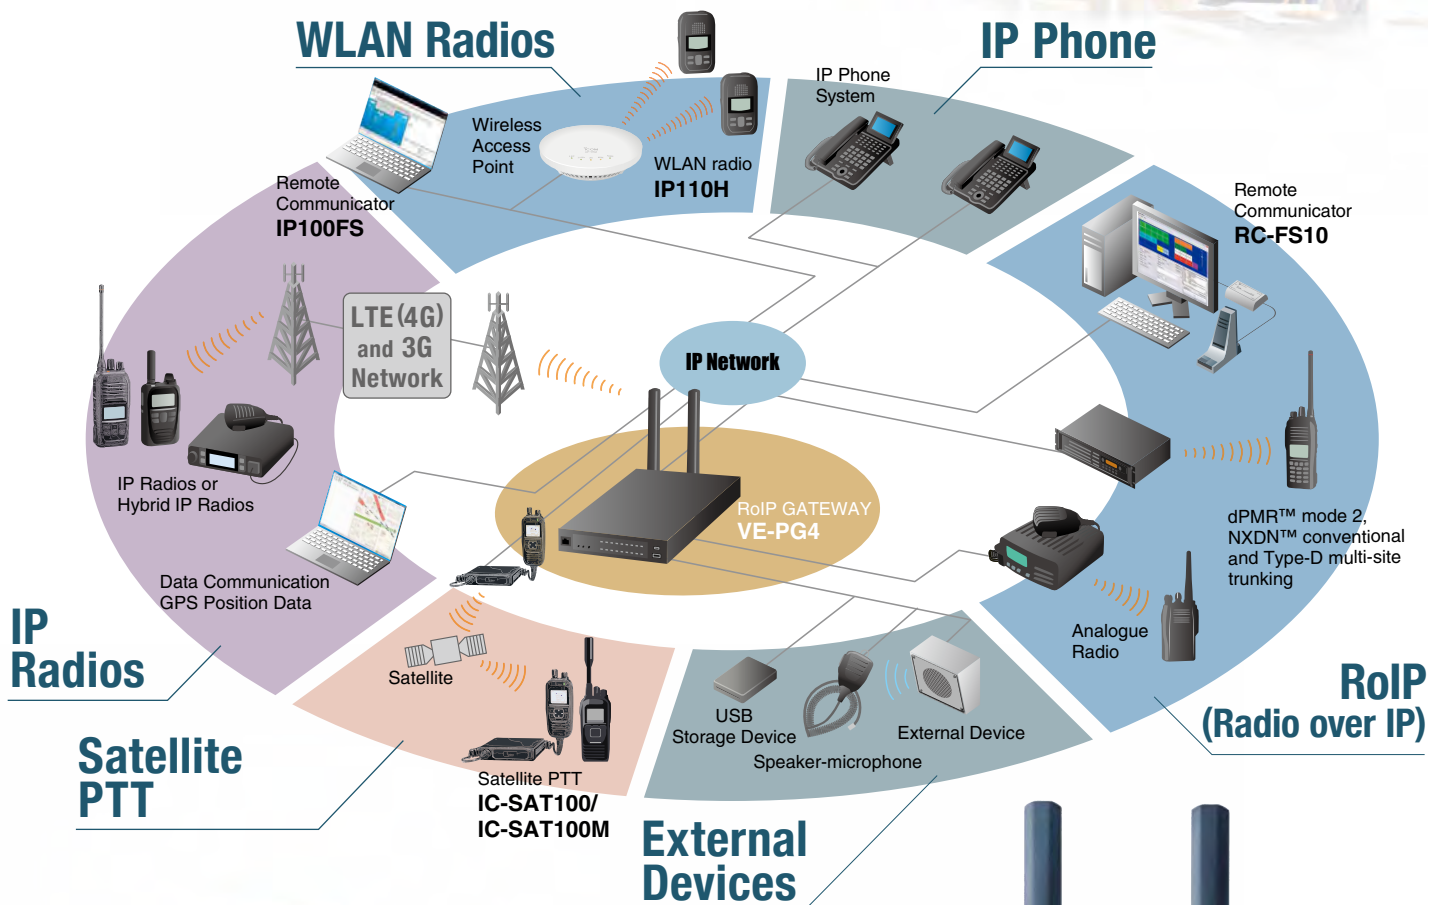 WLAN Radios
IP Phone
IP Phone
System
Wireless
Access
Point
WLAN radio
IP110H
Remote
Communicator
IP100FS
Remote
Communicator
RC-FS10
LTE (4G)
and 3G
Network
IP Network
IP Radios or
Hybrid IP Radios
RoIP GATEWAY
VE-PG4
dPMR™ mode 2,
NXDN™ conventional
and Type-D multi-site
trunking
Data Communication
GPS Position Data
IP
Radios
Analogue
Radio
Satellite
RoIP
(Radio over IP)
USB
Storage Device
External Device
Speaker-microphone
Satellite
PTT
Satellite PTT
IC-SAT100/
IC-SAT100M
External
Devices